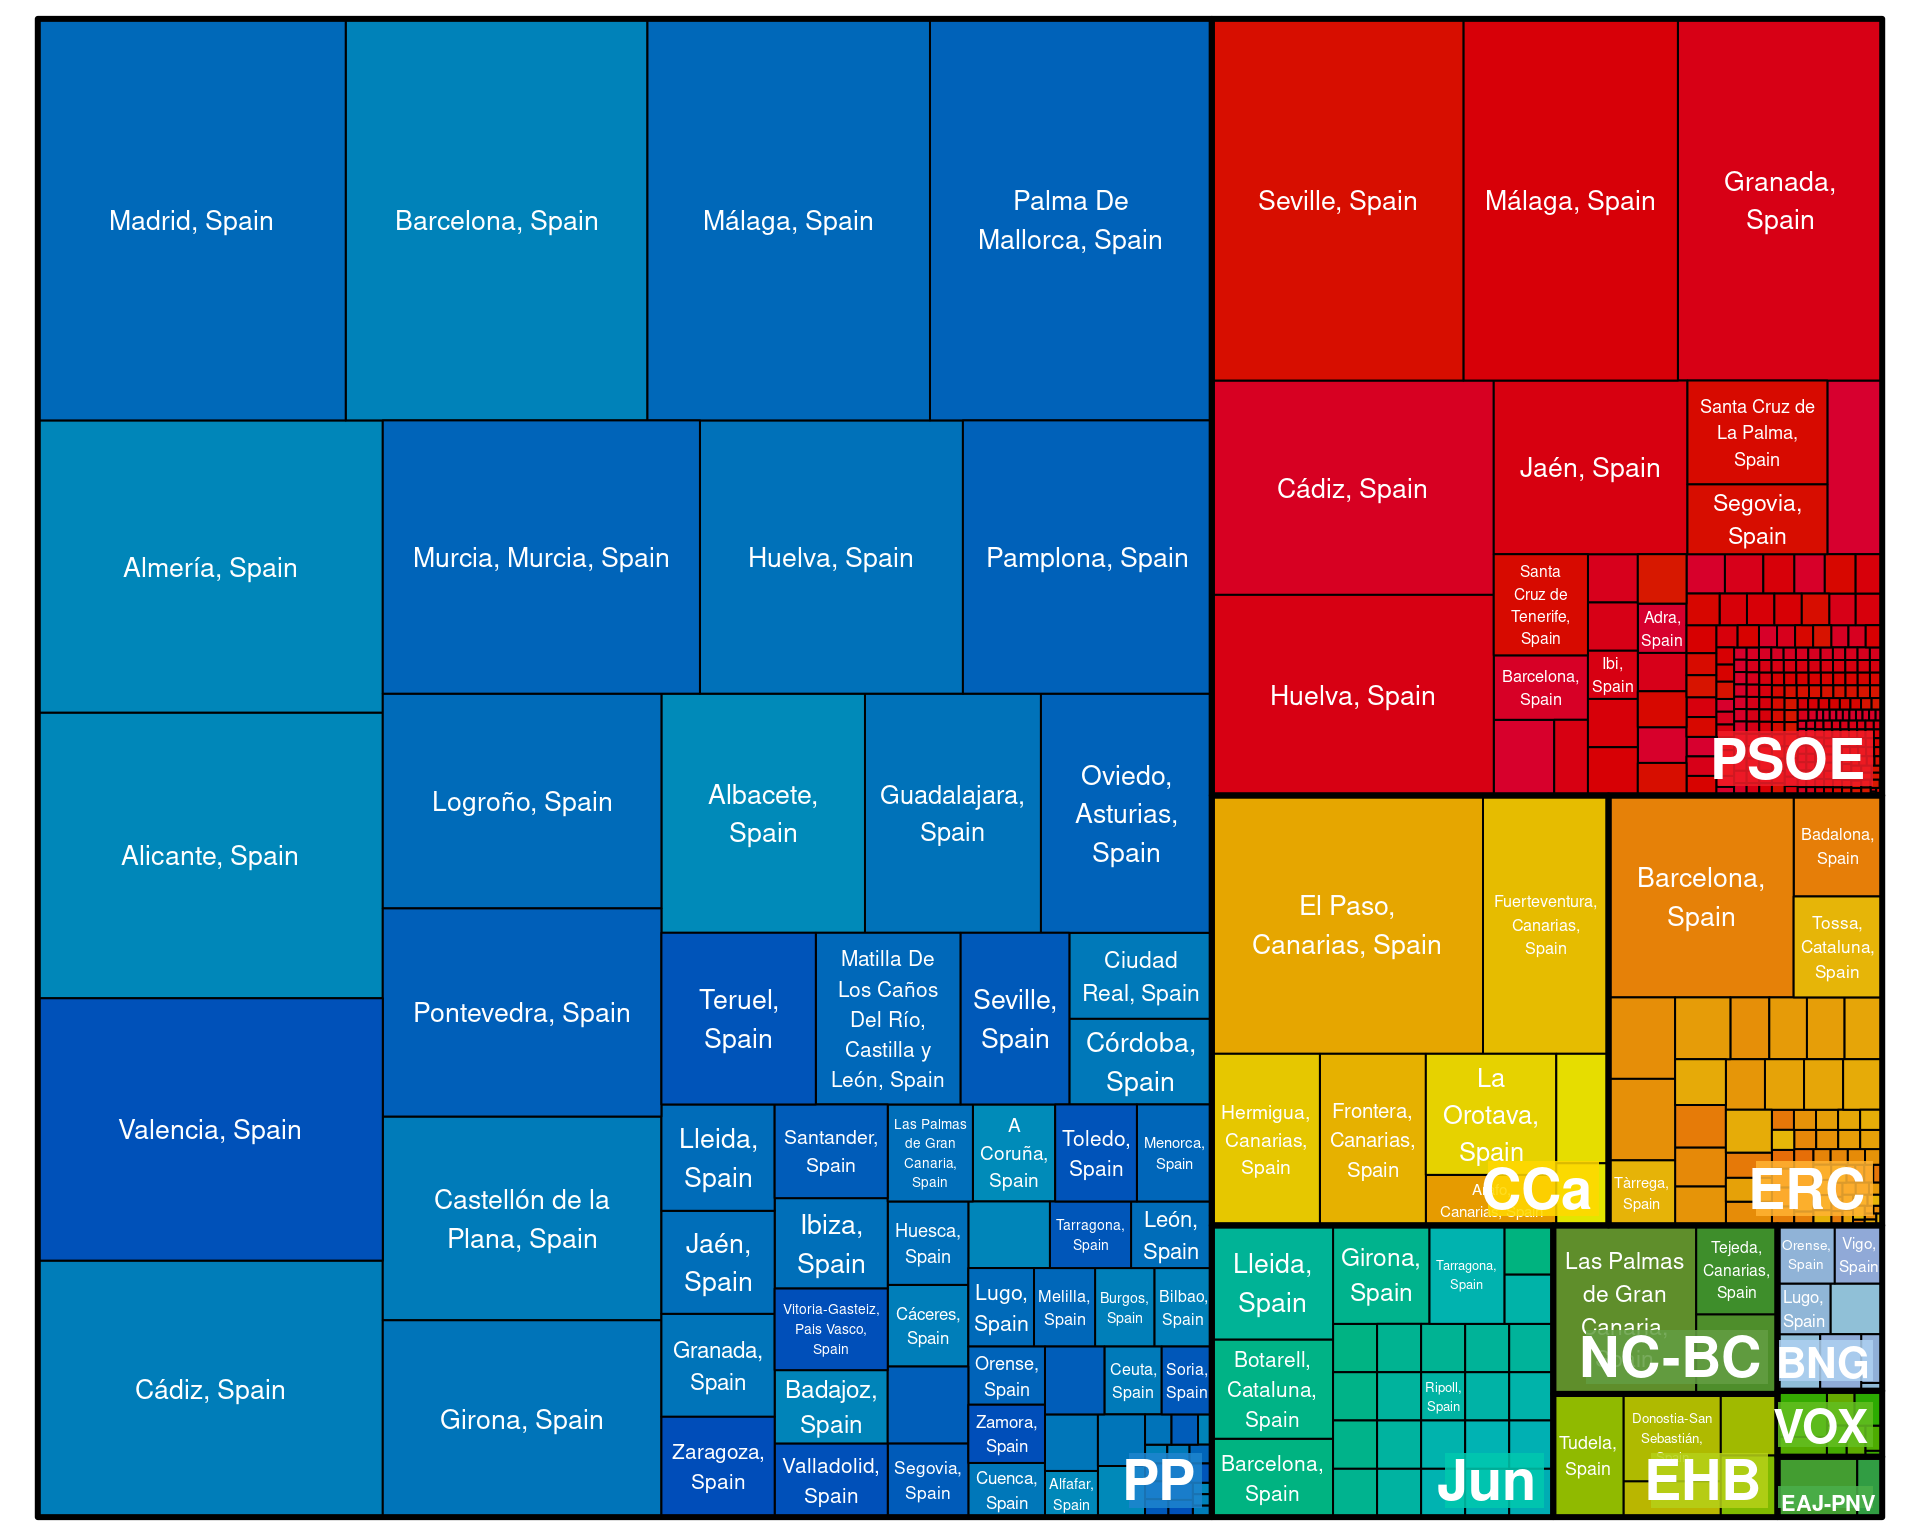 Madrid, Spain
Barcelona, Spain
Málaga, Spain
Palma De
Mallorca, Spain
Almería, Spain
Murcia, Murcia, Spain
Huelva, Spain
Pamplona, Spain
Alicante, Spain
Logroño, Spain
Albacete,
Spain
Guadalajara,
Spain
Oviedo,
Asturias,
Spain
Valencia, Spain
Pontevedra, Spain
Teruel,
Spain
Matilla De
Los Caños
Del Río,
Castilla y
León, Spain
Seville,
Spain
Ciudad
Real, Spain
Córdoba,
Spain
Cádiz, Spain
Castellón de la
Plana, Spain
Girona, Spain
Lleida,
Spain
Jaén,
Spain
Granada,
Spain
Zaragoza,
Spain
Santander,
Spain
Ibiza,
Spain
Vitoria-Gasteiz,
Pais Vasco,
Spain
Badajoz,
Spain
Valladolid,
Spain
Las Palmas
de Gran
Canaria,
Spain
A
Coruña,
Spain
Toledo,
Spain
Menorca,
Spain
Huesca,
Spain
Cáceres,
Spain
Segovia,
Spain
Tarragona,
Spain
León,
Spain
Lugo,
Spain
Melilla,
Spain
Burgos,
Spain
Bilbao,
Spain
Orense,
Spain
Ceuta,
Spain
Soria,
Spain
Zamora,
Spain
Cuenca,
Spain
Alfafar,
Spain
PP
Seville, Spain
Málaga, Spain
Granada,
Spain
Cádiz, Spain
Jaén, Spain
Santa Cruz de
La Palma,
Spain
Segovia,
Spain
Huelva, Spain
Santa
Cruz de
Tenerife,
Spain
Barcelona,
Spain
Adra,
Spain
Ibi,
Spain
PSOE
El Paso,
Canarias, Spain
Fuerteventura,
Canarias,
Spain
Hermigua,
Canarias,
Spain
Frontera,
Canarias,
Spain
La
Orotava,
Spain
Canarias, Spain
CCa
Barcelona,
Spain
Badalona,
Spain
Tossa,
Cataluna,
Spain
Tàrrega,
Spain
ERC
Lleida,
Spain
Girona,
Spain
Tarragona,
Spain
Botarell,
Cataluna,
Spain
Ripoll,
Spain
Barcelona,
Spain
Jun
Las Palmas
de Gran
Canaria,
Tejeda,
Canarias,
Spain
NC-BC
Orense,
Spain
Vigo,
Spain
Lugo,
Spain
BNG
VOX
Tudela,
Spain
Donostia-San
Sebastián,
EHB
EAJ-PNV